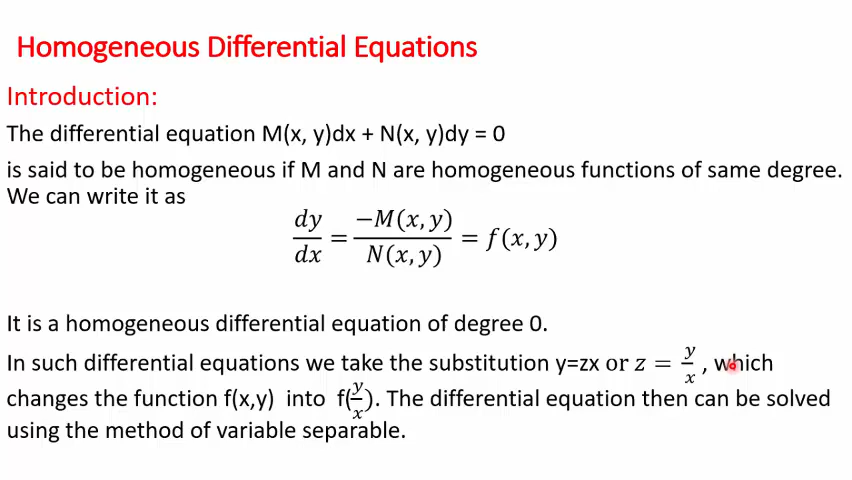 Homogeneous Differential Equations
Introduction:
The differential equation M(x, y)dx + N(x, y)dy = 0
is said to be homogeneous if M and N are homogeneous functions of same degree.
We can write it as
dy/dx = −M(x, y)/N(x, y) = f(x, y)
It is a homogeneous differential equation of degree 0.
In such differential equations we take the substitution y=zx or z = y/x , which
changes the function f(x,y) into f(y/x). The differential equation then can be solved
using the method of variable separable.